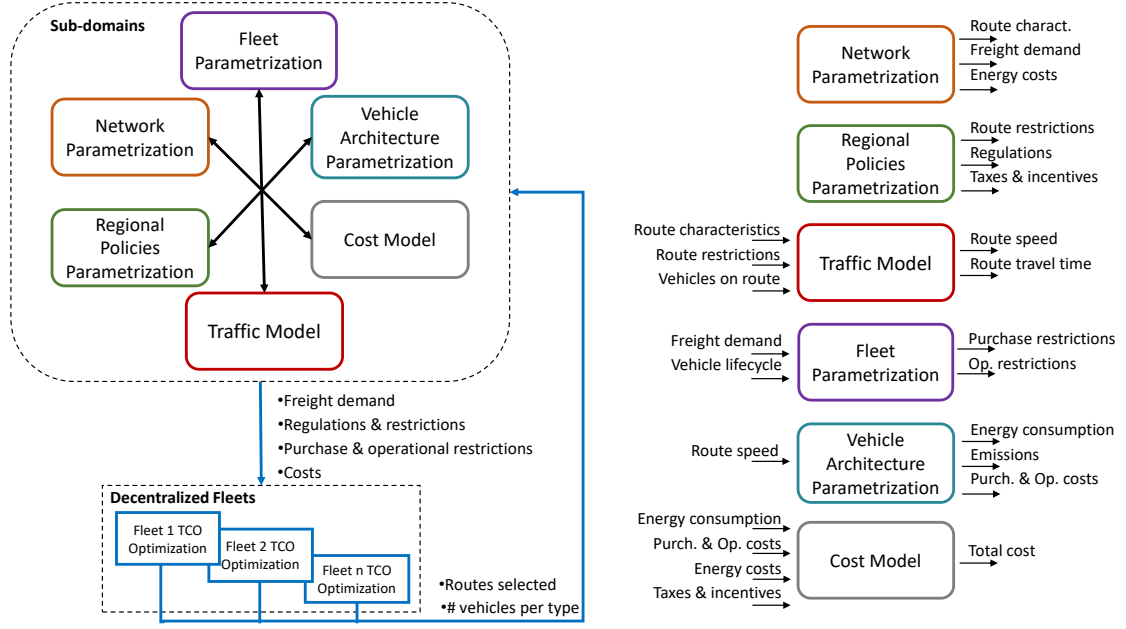 Sub-domains
Fleet
Parametrization
Network
Parametrization
Vehicle
Architecture
Parametrization
Regional
Policies
Parametrization
Cost Model
Traffic Model
•Freight demand
•Regulations & restrictions
•Purchase & operational restrictions
•Costs
Decentralized Fleets
Fleet 1 TCO
Optimization
Fleet 2 TCO
Optimization
Fleet n TCO
Optimization
•Routes selected
•# vehicles per type
Network
Parametrization
Route charact.
Freight demand
Energy costs
Regional
Policies
Parametrization
Route restrictions
Regulations
Taxes & incentives
Route characteristics
Route restrictions
Vehicles on route
Traffic Model
Route speed
Route travel time
Freight demand
Vehicle lifecycle
Fleet
Parametrization
Purchase restrictions
Op. restrictions
Route speed
Vehicle
Architecture
Parametrization
Energy consumption
Emissions
Purch. & Op. costs
Energy consumption
Purch. & Op. costs
Energy costs
Taxes & incentives
Cost Model
Total cost